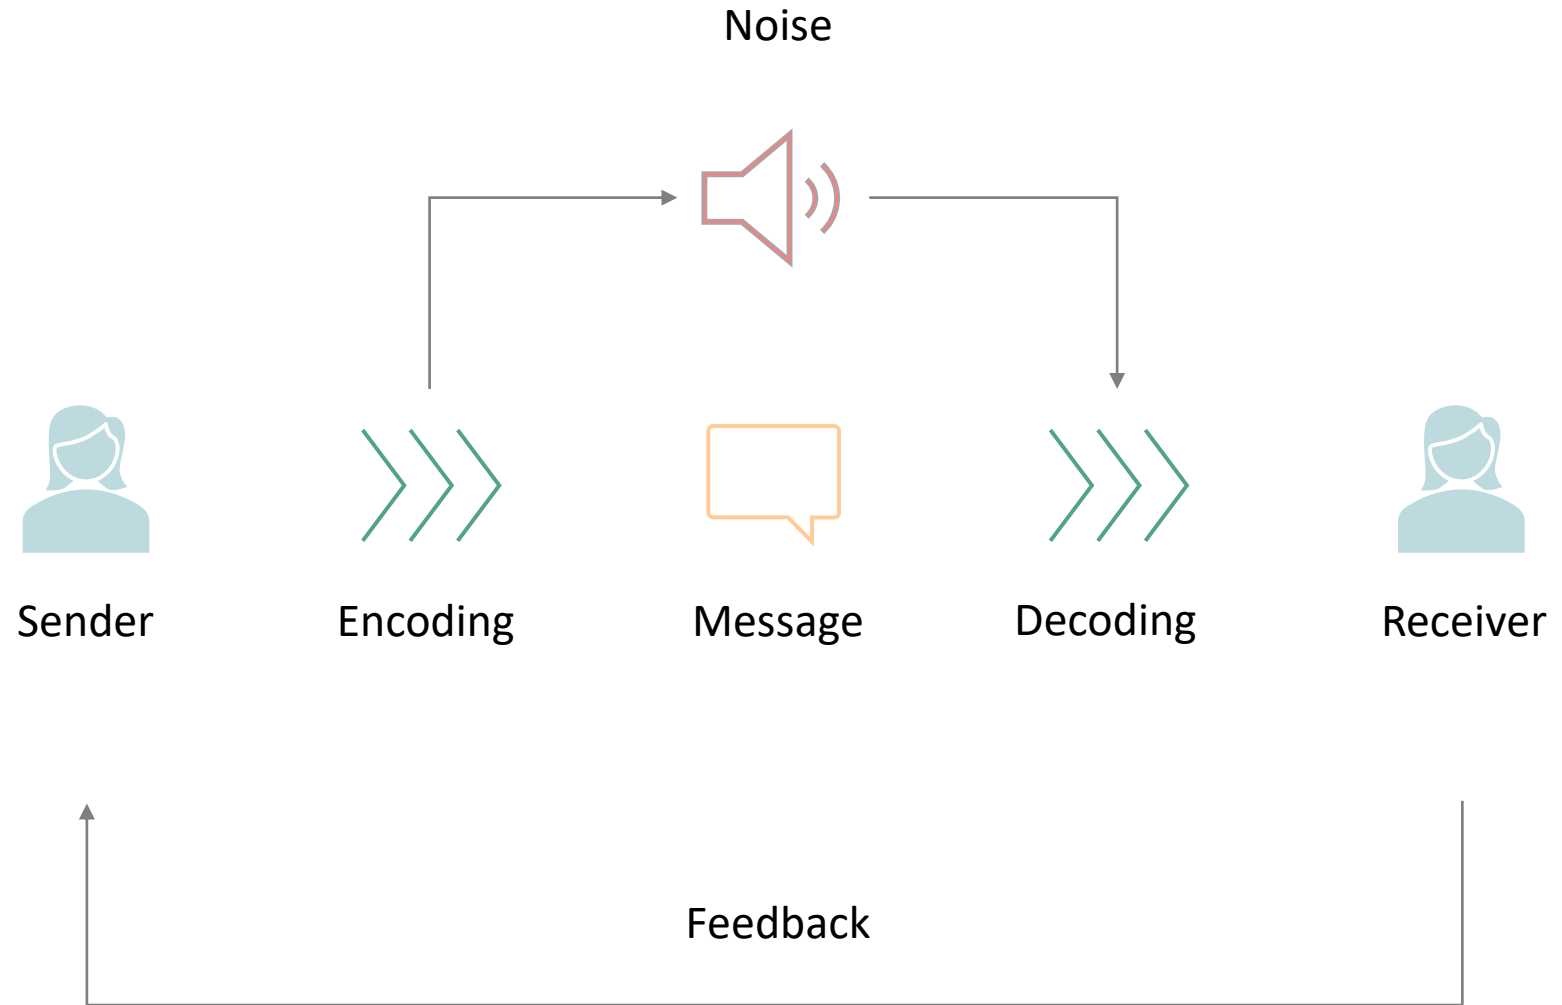 Noise
Sender
Encoding
Message
Decoding
Receiver
Feedback